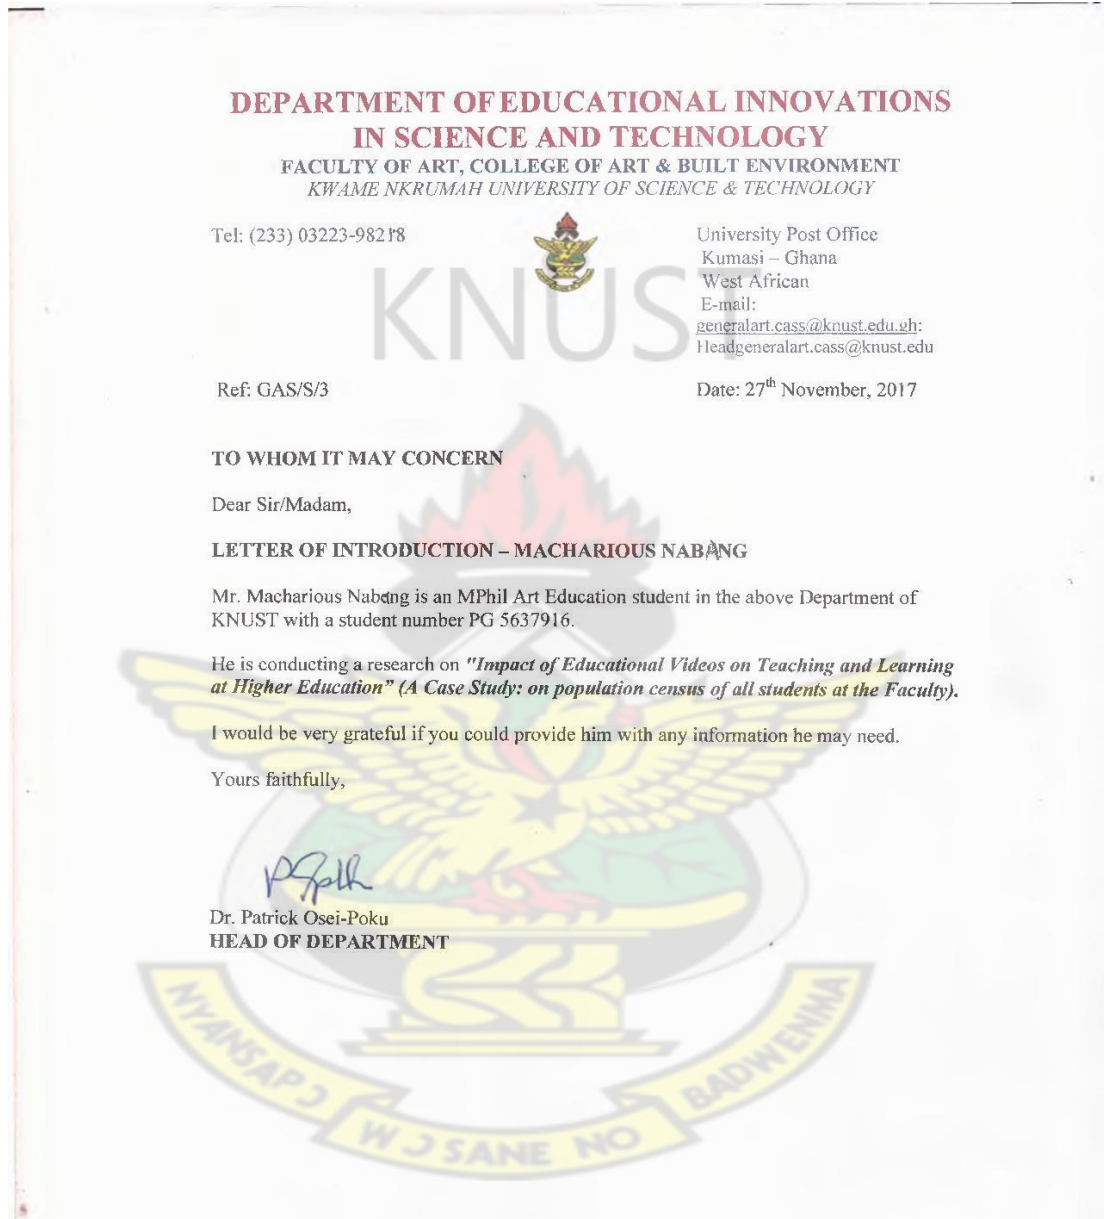 DEPARTMENT OF EDUCATIONAL INNOVATIONS
IN SCIENCE AND TECHNOLOGY
FACULTY OF ART, COLLEGE OF ART & BUILT ENVIRONMENT
KWAME NKRUMAH UNIVERSITY OF SCIENCE & TECHNOLOGY
Tel: (233) 03223-98218
University Post Office
Kumasi – Ghana
West African
E-mail:
generalart.cass@knust.edu.gh:
Headgeneralart.cass@knust.edu
KNUST
Ref: GAS/S/3
Date: 27th November, 2017
TO WHOM IT MAY CONCERN
Dear Sir/Madam,
LETTER OF INTRODUCTION – MACHARIOUS NABANG
Mr. Macharious Nabang is an MPhil Art Education student in the above Department of
KNUST with a student number PG 5637916.
He is conducting a research on "Impact of Educational Videos on Teaching and Learning
at Higher Education” (A Case Study: on population census of all students at the Faculty).
I would be very grateful if you could provide him with any information he may need.
Yours faithfully,
Dr. Patrick Osei-Poku
HEAD OF DEPARTMENT
NYANSAPƆ WƆSANE NO BADWENMA